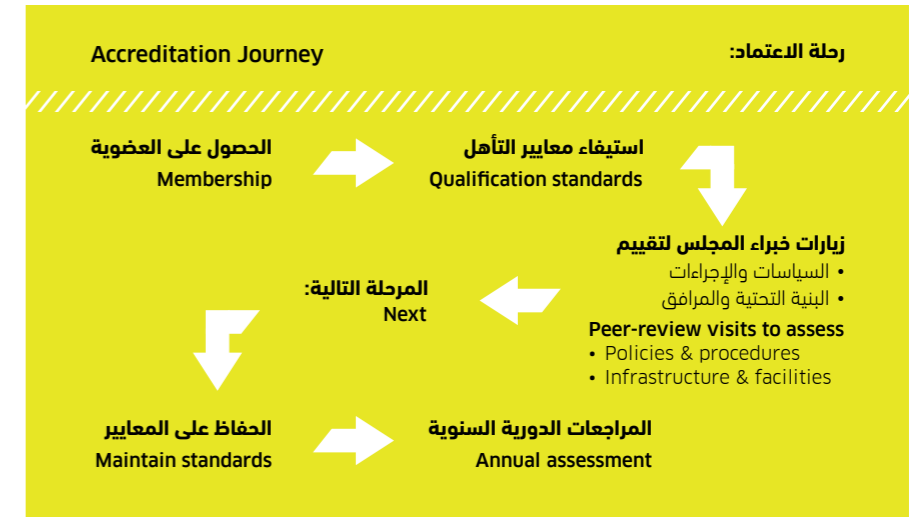 Accreditation Journey
رحلة الاعتماد:
الحصول على العضوية
Membership
استيفاء معايير التأهل
Qualification standards
زيارات خبراء المجلس لتقييم
• السياسات والإجراءات
• البنية التحتية والمرافق
Peer-review visits to assess
• Policies & procedures
• Infrastructure & facilities
المرحلة التالية:
Next
الحفاظ على المعايير
Maintain standards
المراجعات الدورية السنوية
Annual assessment